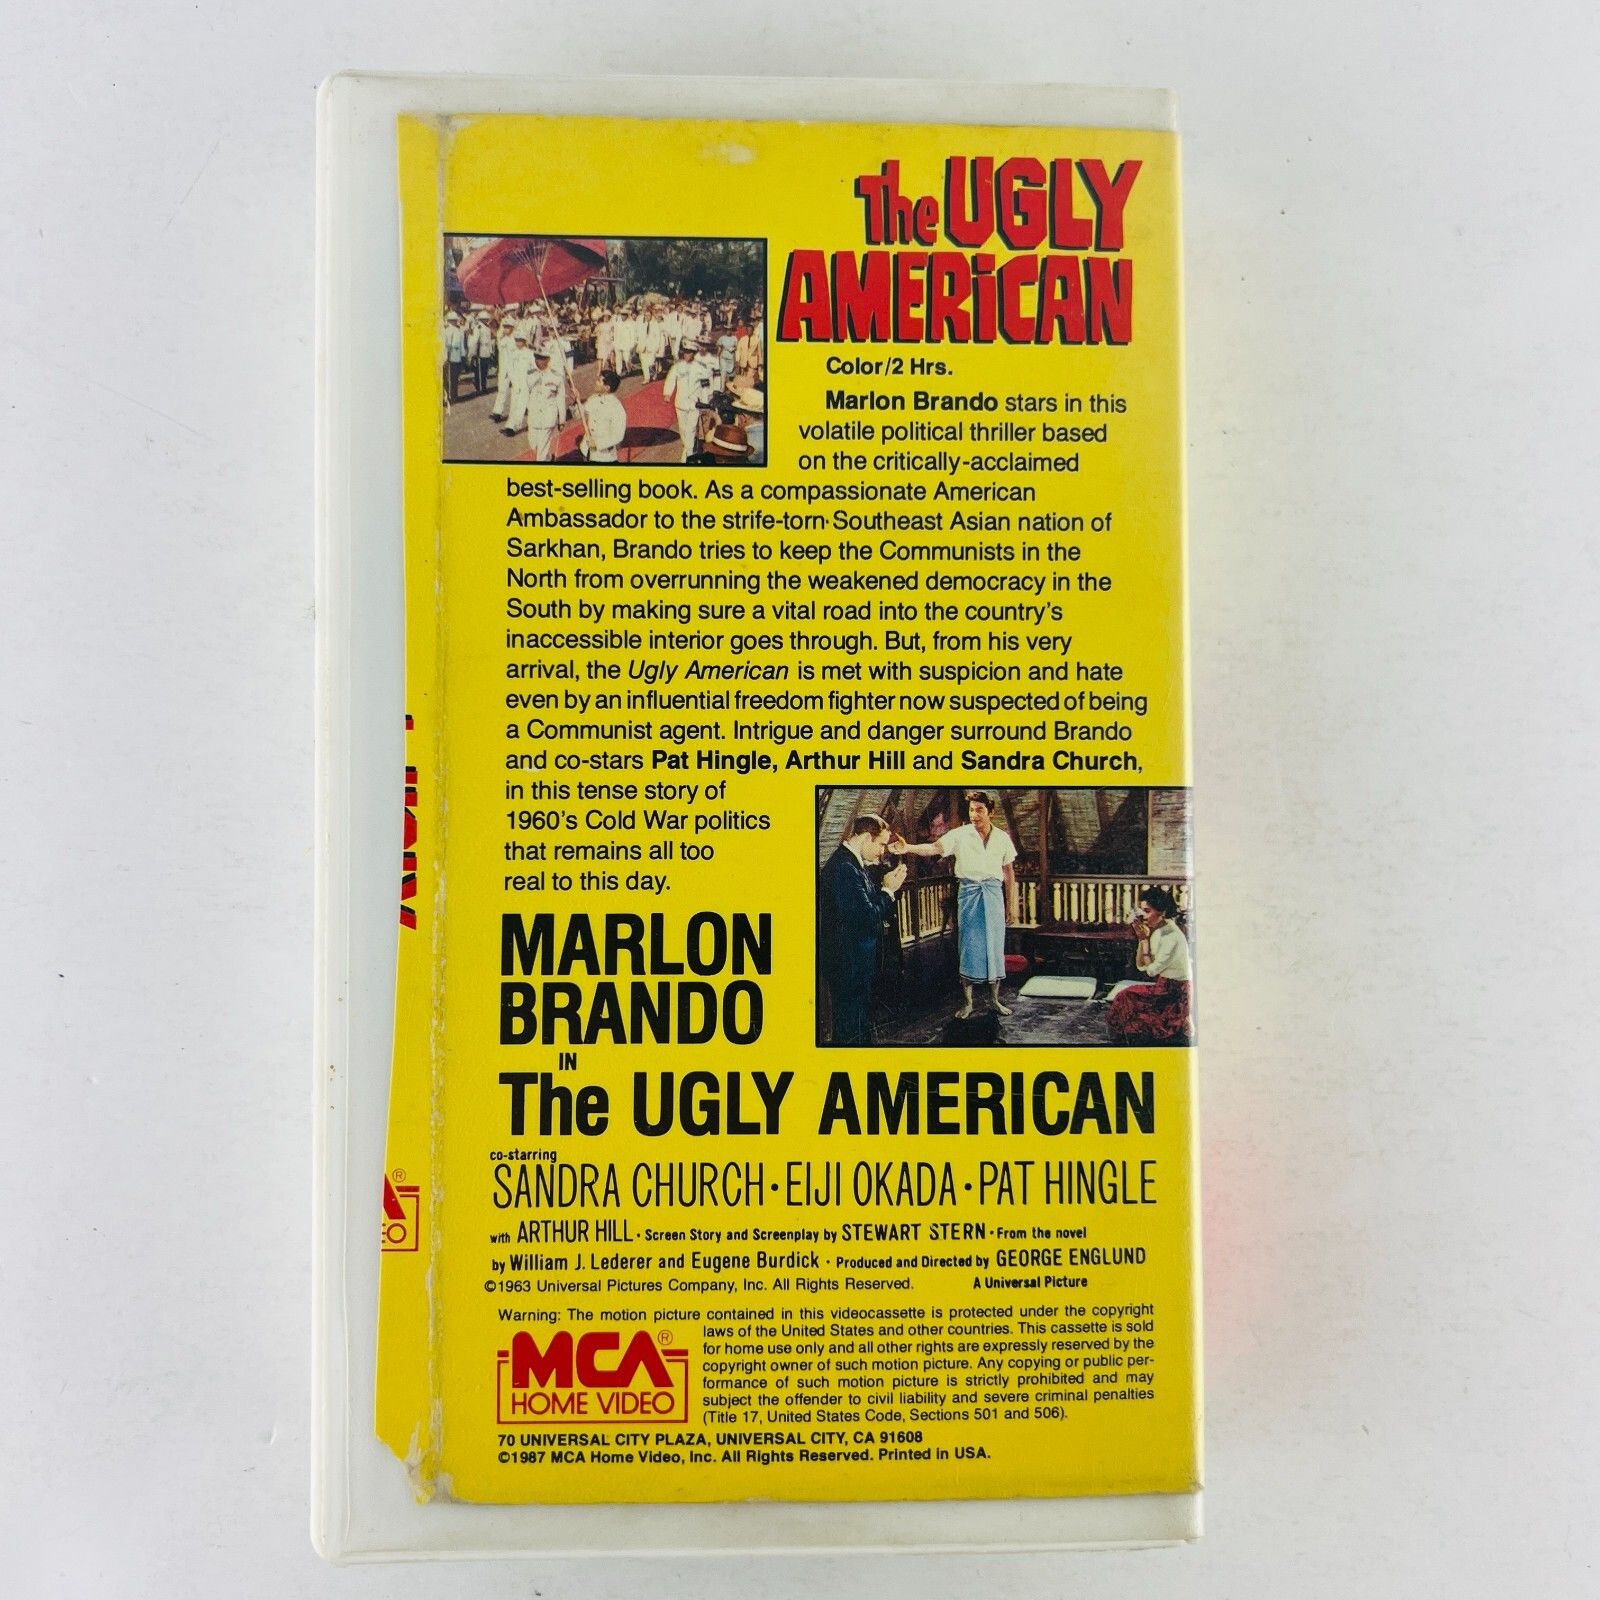 The UGLY
AMERiCAN
Color/2 Hrs.
Marlon Brando stars in this
volatile political thriller based
on the critically-acclaimed
best-selling book. As a compassionate American
Ambassador to the strife-torn Southeast Asian nation of
Sarkhan, Brando tries to keep the Communists in the
North from overrunning the weakened democracy in the
South by making sure a vital road into the country's
inaccessible interior goes through. But, from his very
arrival, the Ugly American is met with suspicion and hate
even by an influential freedom fighter now suspected of being
a Communist agent. Intrigue and danger surround Brando
and co-stars Pat Hingle, Arthur Hill and Sandra Church,
in this tense story of
1960's Cold War politics
that remains all too
real to this day.
MARLON
BRANDO
IN
The UGLY AMERICAN
co-starring
SANDRA CHURCH • EIJI OKADA • PAT HINGLE
with ARTHUR HILL • Screen Story and Screenplay by STEWART STERN • From the novel
by William J. Lederer and Eugene Burdick • Produced and Directed by GEORGE ENGLUND
©1963 Universal Pictures Company, Inc. All Rights Reserved. A Universal Picture
Warning: The motion picture contained in this videocassette is protected under the copyright
laws of the United States and other countries. This cassette is sold
for home use only and all other rights are expressly reserved by the
copyright owner of such motion picture. Any copying or public per-
formance of such motion picture is strictly prohibited and may
subject the offender to civil liability and severe criminal penalties
(Title 17, United States Code, Sections 501 and 506).
MCA®
HOME VIDEO
70 UNIVERSAL CITY PLAZA, UNIVERSAL CITY, CA 91608
©1987 MCA Home Video, Inc. All Rights Reserved. Printed in USA.
A®
EO